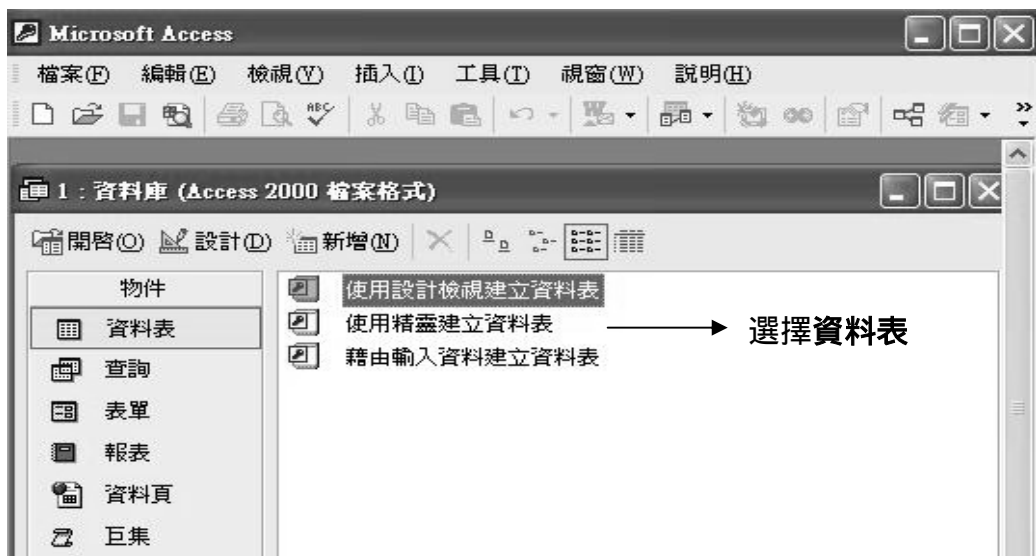 Microsoft Access
檔案(F) 編輯(E) 檢視(V) 插入(I) 工具(T) 視窗(W) 說明(H)
ABC
1 : 資料庫 (Access 2000 檔案格式)
開啓(O) 設計(D) 新增(N)
物件
資料表
查詢
表單
報表
資料頁
巨集
使用設計檢視建立資料表
使用精靈建立資料表
藉由輸入資料建立資料表
選擇資料表